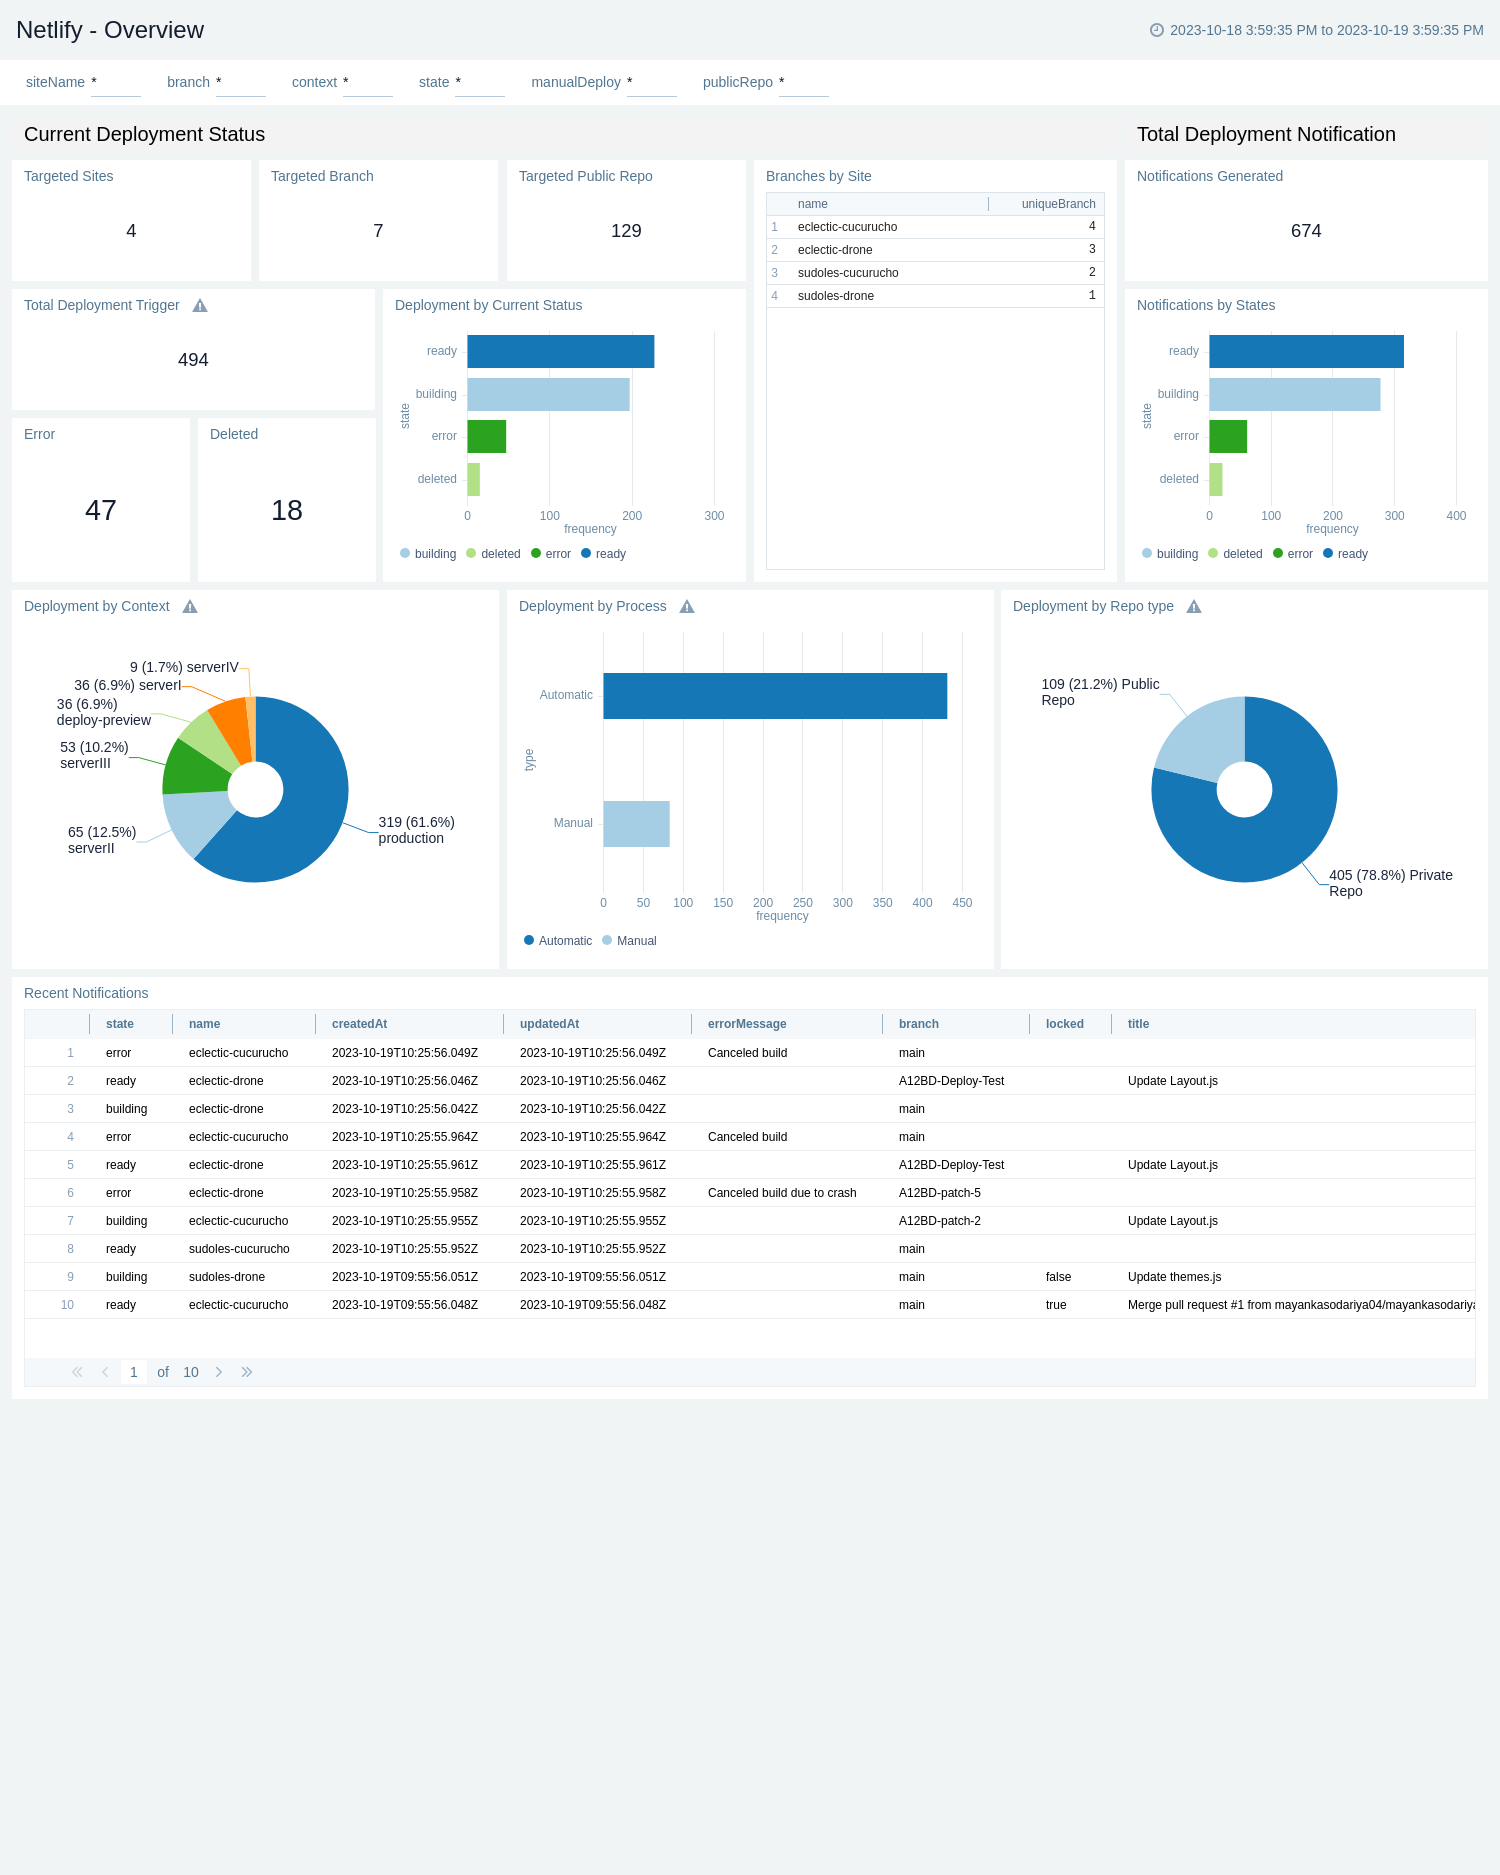 Netlify - Overview
2023-10-18 3:59:35 PM to 2023-10-19 3:59:35 PM
siteName * branch * context * state * manualDeploy * publicRepo *
Current Deployment Status
Total Deployment Notification
Targeted Sites
4
Targeted Branch
7
Targeted Public Repo
129
Branches by Site
name uniqueBranch
1 eclectic-cucurucho 4
2 eclectic-drone 3
3 sudoles-cucurucho 2
4 sudoles-drone 1
Notifications Generated
674
Total Deployment Trigger
494
Error
47
Deleted
18
Deployment by Current Status
state
ready
building
error
deleted
0 100 200 300
frequency
building deleted error ready
Notifications by States
state
ready
building
error
deleted
0 100 200 300 400
frequency
building deleted error ready
Deployment by Context
9 (1.7%) serverIV
36 (6.9%) serverI
36 (6.9%)
deploy-preview
53 (10.2%)
serverIII
65 (12.5%)
serverII
319 (61.6%)
production
Deployment by Process
type
Automatic
Manual
0 50 100 150 200 250 300 350 400 450
frequency
Automatic Manual
Deployment by Repo type
109 (21.2%) Public
Repo
405 (78.8%) Private
Repo
Recent Notifications
state name createdAt updatedAt errorMessage branch locked title
1 error eclectic-cucurucho 2023-10-19T10:25:56.049Z 2023-10-19T10:25:56.049Z Canceled build main
2 ready eclectic-drone 2023-10-19T10:25:56.046Z 2023-10-19T10:25:56.046Z A12BD-Deploy-Test Update Layout.js
3 building eclectic-drone 2023-10-19T10:25:56.042Z 2023-10-19T10:25:56.042Z main
4 error eclectic-cucurucho 2023-10-19T10:25:55.964Z 2023-10-19T10:25:55.964Z Canceled build main
5 ready eclectic-drone 2023-10-19T10:25:55.961Z 2023-10-19T10:25:55.961Z A12BD-Deploy-Test Update Layout.js
6 error eclectic-drone 2023-10-19T10:25:55.958Z 2023-10-19T10:25:55.958Z Canceled build due to crash A12BD-patch-5
7 building eclectic-cucurucho 2023-10-19T10:25:55.955Z 2023-10-19T10:25:55.955Z A12BD-patch-2 Update Layout.js
8 ready sudoles-cucurucho 2023-10-19T10:25:55.952Z 2023-10-19T10:25:55.952Z main
9 building sudoles-drone 2023-10-19T09:55:56.051Z 2023-10-19T09:55:56.051Z main false Update themes.js
10 ready eclectic-cucurucho 2023-10-19T09:55:56.048Z 2023-10-19T09:55:56.048Z main true Merge pull request #1 from mayankasodariya04/mayankasodariya
1 of 10